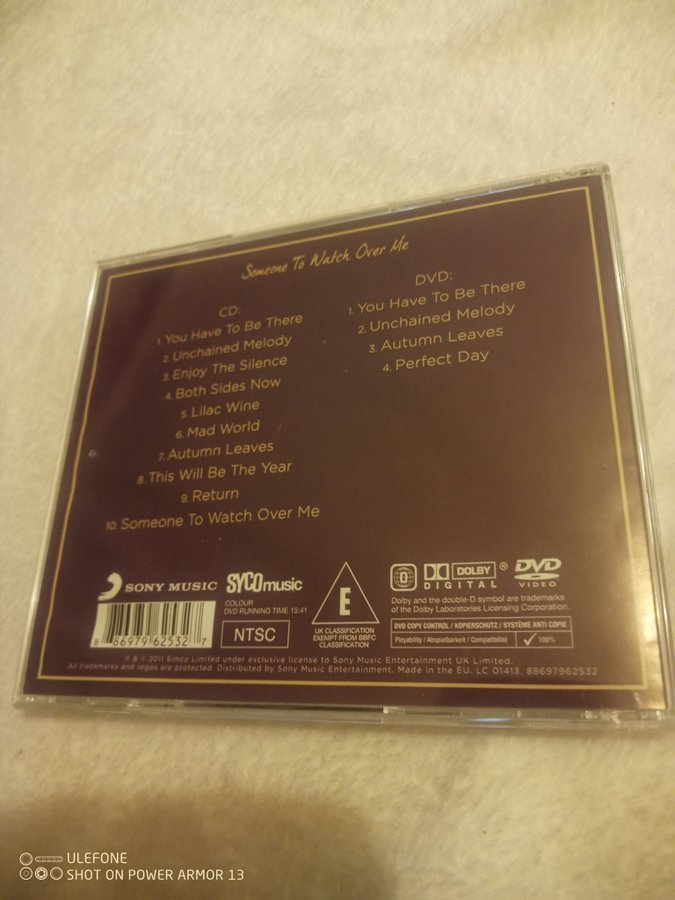 Someone To Watch Over Me
CD:
1. You Have To Be There
2. Unchained Melody
3. Enjoy The Silence
4. Both Sides Now
5. Lilac Wine
6. Mad World
7. Autumn Leaves
8. This Will Be The Year
9. Return
10. Someone To Watch Over Me
DVD:
1. You Have To Be There
2. Unchained Melody
3. Autumn Leaves
4. Perfect Day
SONY MUSIC
SYCOmusic
COLOUR
DVD RUNNING TIME 15:41
NTSC
E
UK CLASSIFICATION
EXEMPT FROM BBFC
CLASSIFICATION
0
DOLBY
DIGITAL
®
DVD
VIDEO
Dolby and the double-D symbol are trademarks
of the Dolby Laboratories Licensing Corporation.
DVD COPY CONTROL / KOPIERSCHUTZ / SYSTÈME ANTI COPIE
Playability / Abspielbarkeit / Compatibilité 100%
8 86979 62532 7
℗ & © 2011 Simco Limited under exclusive license to Sony Music Entertainment UK Limited.
All trademarks and logos are protected. Distributed by Sony Music Entertainment. Made in the EU. LC 01413. 88697962532
ULEFONE
SHOT ON POWER ARMOR 13